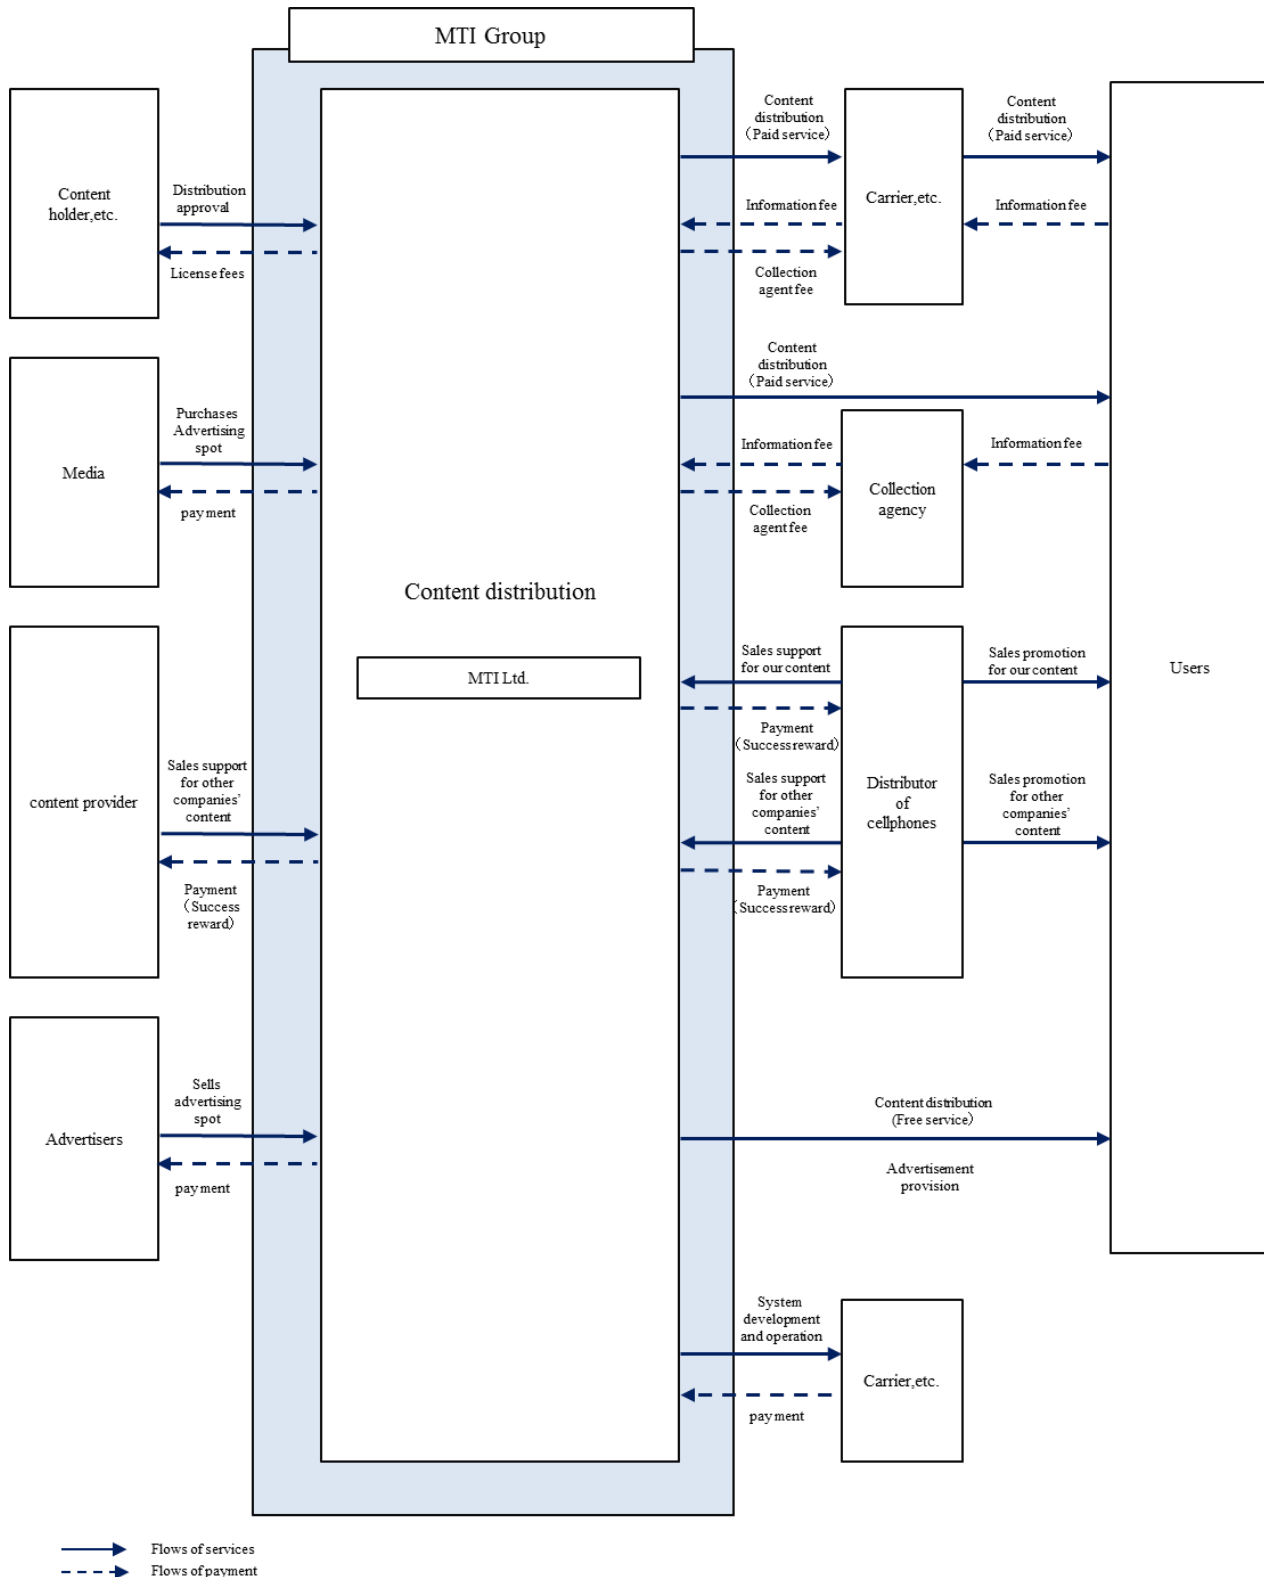 MTI Group
Content
distribution
（Paid service）
Content
distribution
（Paid service）
Content
holder,etc.
Distribution
approval
License fees
Information fee
Collection
agent fee
Carrier,etc.
Information fee
Content
distribution
（Paid service）
Media
Purchases
Advertising
spot
payment
Information fee
Collection
agent fee
Collection
agency
Information fee
Content distribution
MTI Ltd.
Sales support
for our content
Payment
（Success reward）
Sales promotion
for our content
Users
content provider
Sales support
for other
companies’
content
Payment
（Success
reward）
Sales support
for other
companies’
content
Payment
（Success reward）
Distributor
of
cellphones
Sales promotion
for other
companies’
content
Advertisers
Sells
advertising
spot
payment
Content distribution
(Free service）
Advertisement
provision
System
development
and operation
payment
Carrier,etc.
Flows of services
Flows of payment